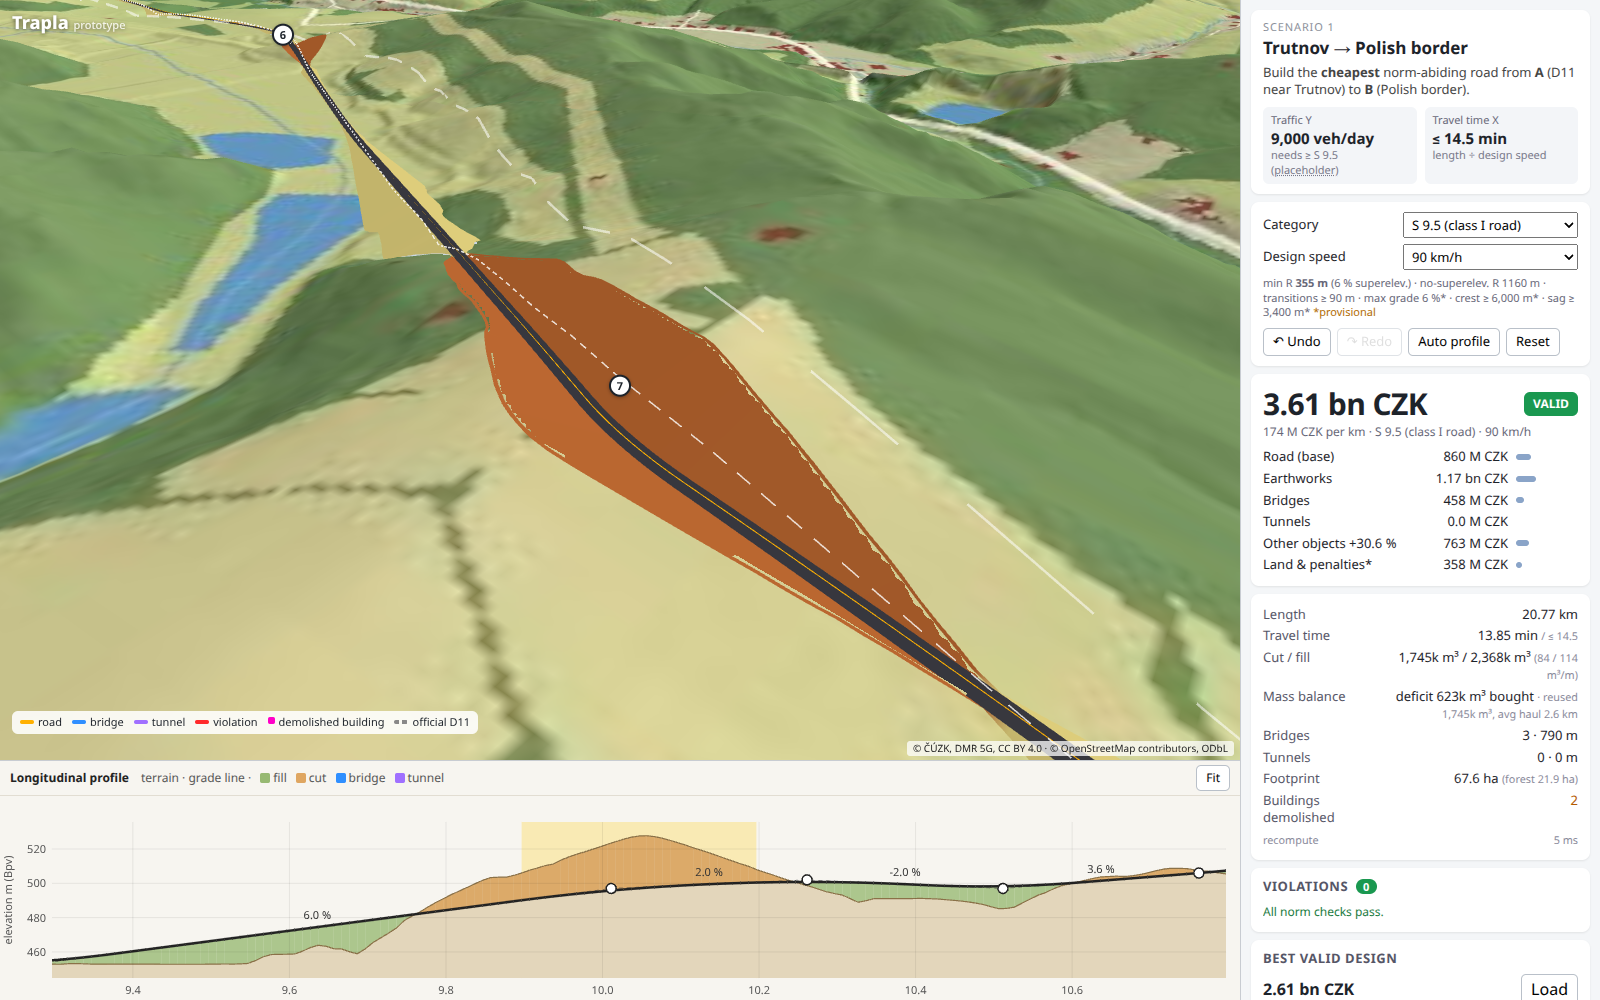 Trapla prototype
6
7
road bridge tunnel violation demolished building official D11
© ČÚZK, DMR 5G, CC BY 4.0 · © OpenStreetMap contributors, ODbL
Longitudinal profile terrain · grade line · fill cut bridge tunnel
Fit
elevation m (Bpv)
520
500
480
460
6.0 %
2.0 %
-2.0 %
3.6 %
9.4 9.6 9.8 10.0 10.2 10.4 10.6
SCENARIO 1
Trutnov → Polish border
Build the cheapest norm-abiding road from A (D11
near Trutnov) to B (Polish border).
Traffic Y
9,000 veh/day
needs ≥ S 9.5
(placeholder)
Travel time X
≤ 14.5 min
length ÷ design speed
Category S 9.5 (class I road)
Design speed 90 km/h
min R 355 m (6 % superelev.) · no-superelev. R 1160 m ·
transitions ≥ 90 m · max grade 6 %* · crest ≥ 6,000 m* · sag ≥
3,400 m* *provisional
↶ Undo ↷ Redo Auto profile Reset
3.61 bn CZK VALID
174 M CZK per km · S 9.5 (class I road) · 90 km/h
Road (base) 860 M CZK
Earthworks 1.17 bn CZK
Bridges 458 M CZK
Tunnels 0.0 M CZK
Other objects +30.6 % 763 M CZK
Land & penalties* 358 M CZK
Length 20.77 km
Travel time 13.85 min / ≤ 14.5
Cut / fill 1,745k m³ / 2,368k m³ (84 / 114
m³/m)
Mass balance deficit 623k m³ bought · reused
1,745k m³, avg haul 2.6 km
Bridges 3 · 790 m
Tunnels 0 · 0 m
Footprint 67.6 ha (forest 21.9 ha)
Buildings 2
demolished
recompute 5 ms
VIOLATIONS 0
All norm checks pass.
BEST VALID DESIGN
2.61 bn CZK Load